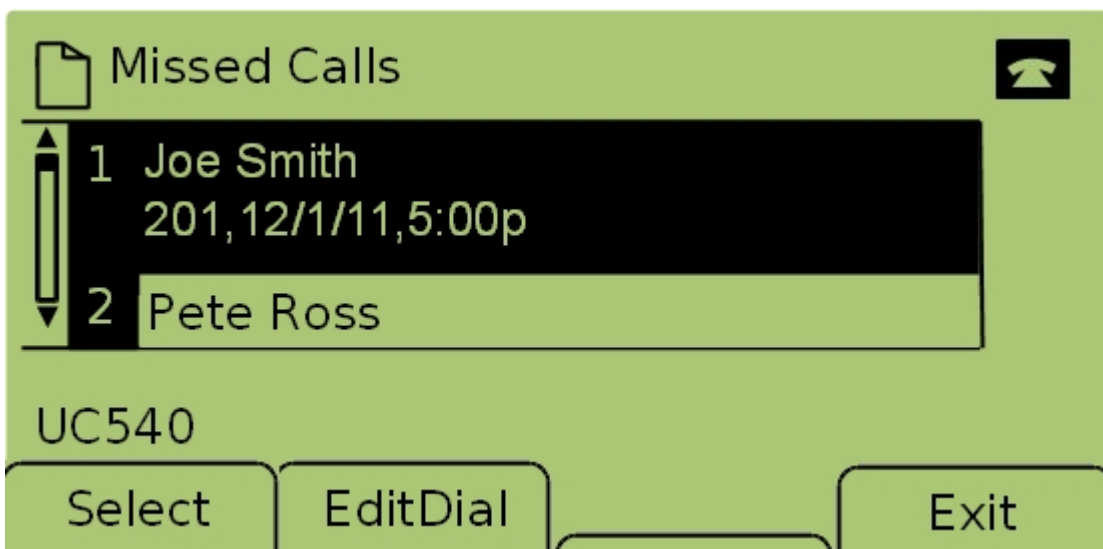 Missed Calls
1 Joe Smith
201,12/1/11,5:00p
2 Pete Ross
UC540
Select EditDial Exit